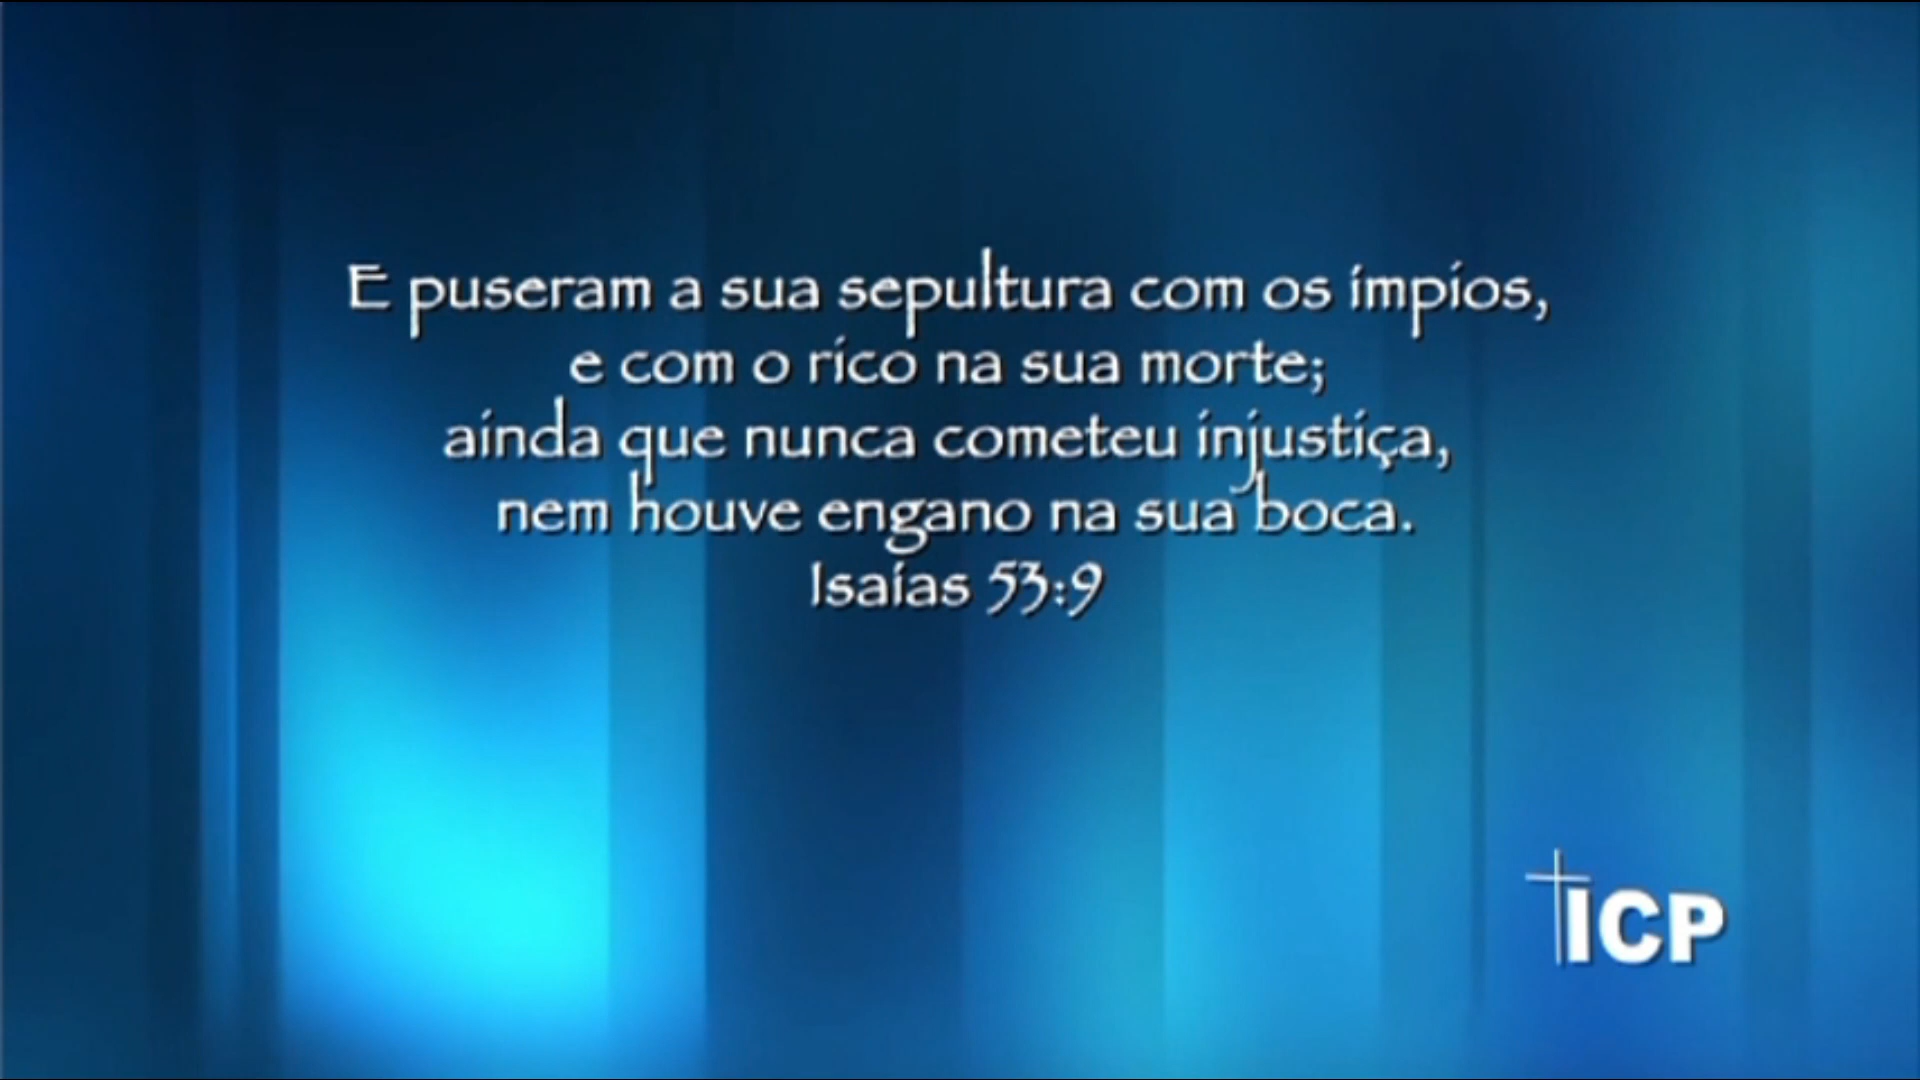 E puseram a sua sepultura com os ímpios,
e com o rico na sua morte;
ainda que nunca cometeu injustiça,
nem houve engano na sua boca.
Isaías 53:9
ICP